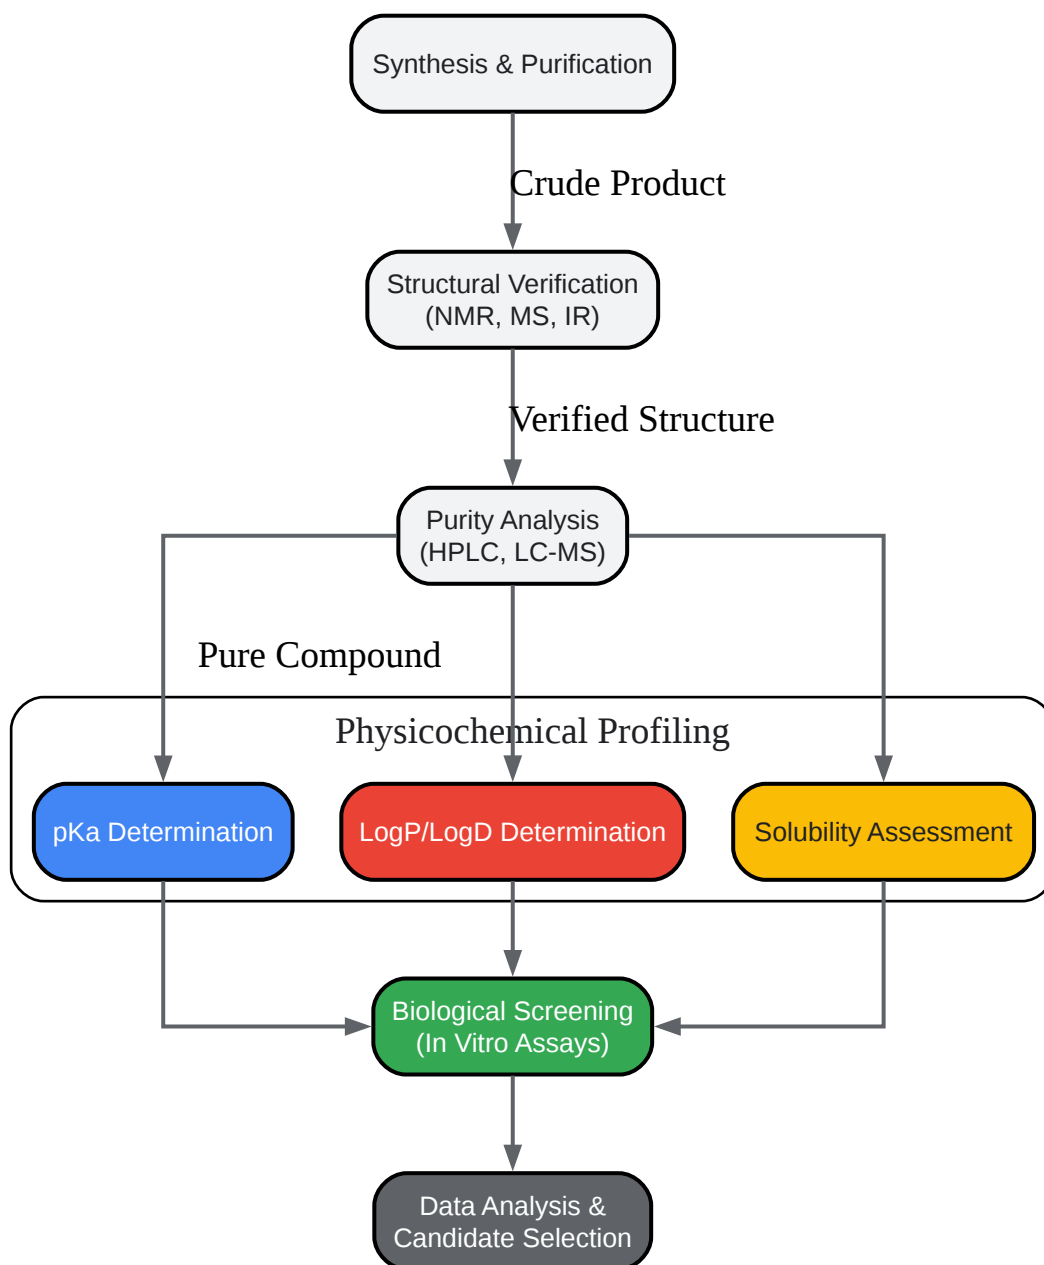 Synthesis & Purification
Crude Product
Structural Verification
(NMR, MS, IR)
Verified Structure
Purity Analysis
(HPLC, LC-MS)
Pure Compound
Physicochemical Profiling
pKa Determination
LogP/LogD Determination
Solubility Assessment
Biological Screening
(In Vitro Assays)
Data Analysis &
Candidate Selection